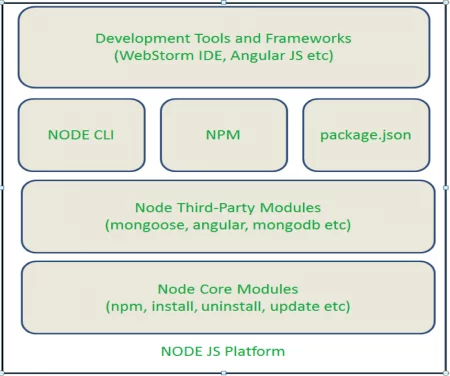 Development Tools and Frameworks
(WebStorm IDE, Angular JS etc)
NODE CLI
NPM
package.json
Node Third-Party Modules
(mongoose, angular, mongodb etc)
Node Core Modules
(npm, install, uninstall, update etc)
NODE JS Platform